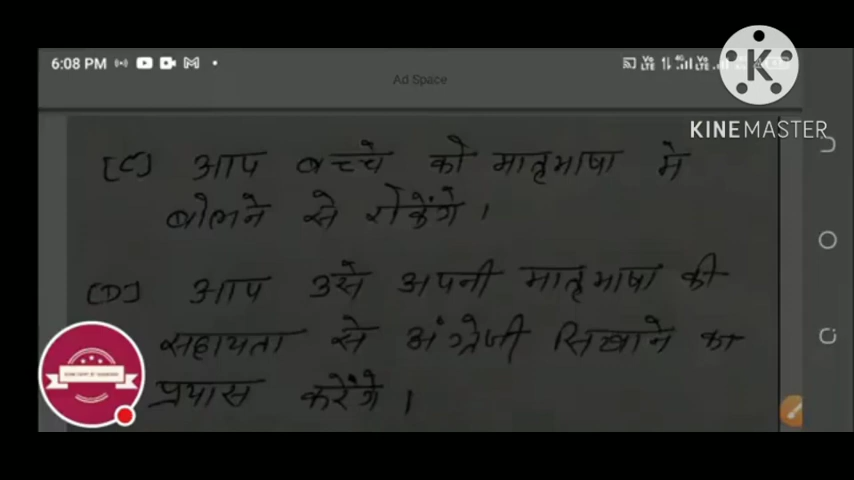 6:08 PM
Ad Space
KINEMASTER
[C] आप बच्चे को मातृभाषा मे
बोलने से रोकेंगे ।
[D] आप उसे अपनी मातृभाषा की
सहायता से अंग्रेजी सिखाने का
प्रयास करेंगे ।